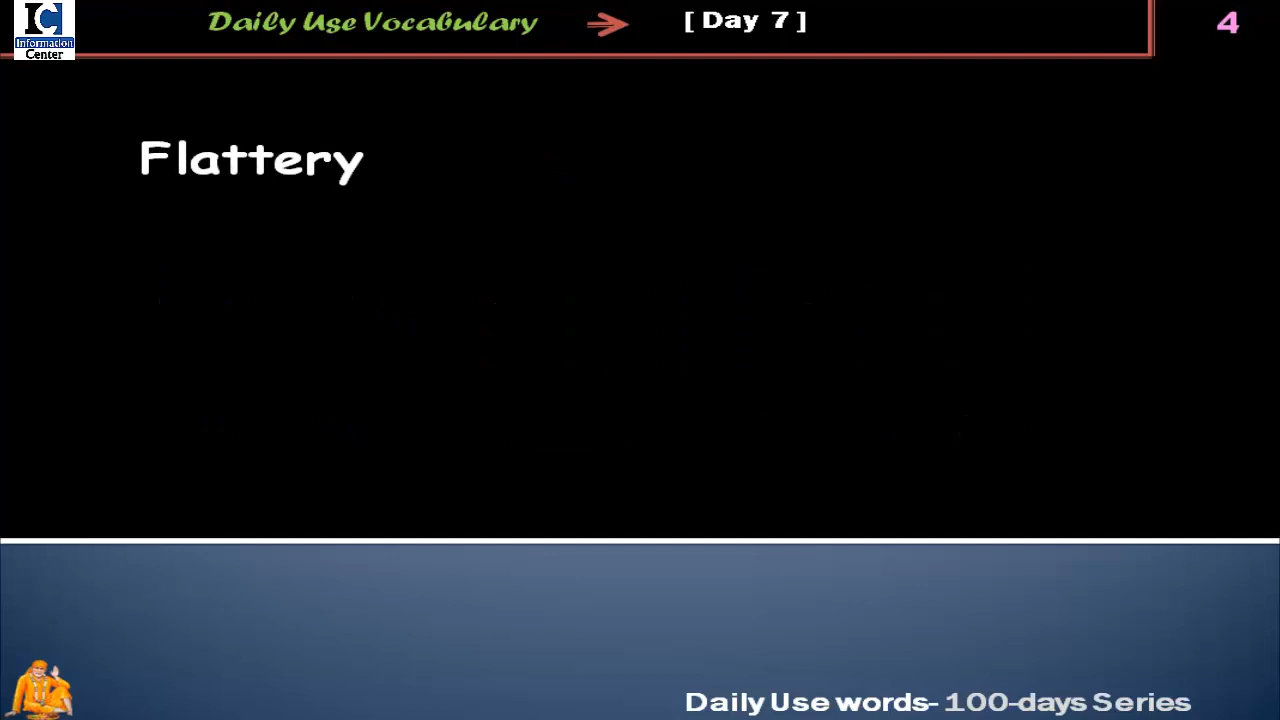 IC
Information
Center
Daily Use Vocabulary
[ Day 7 ]
4
Flattery
Daily Use words- 100-days Series